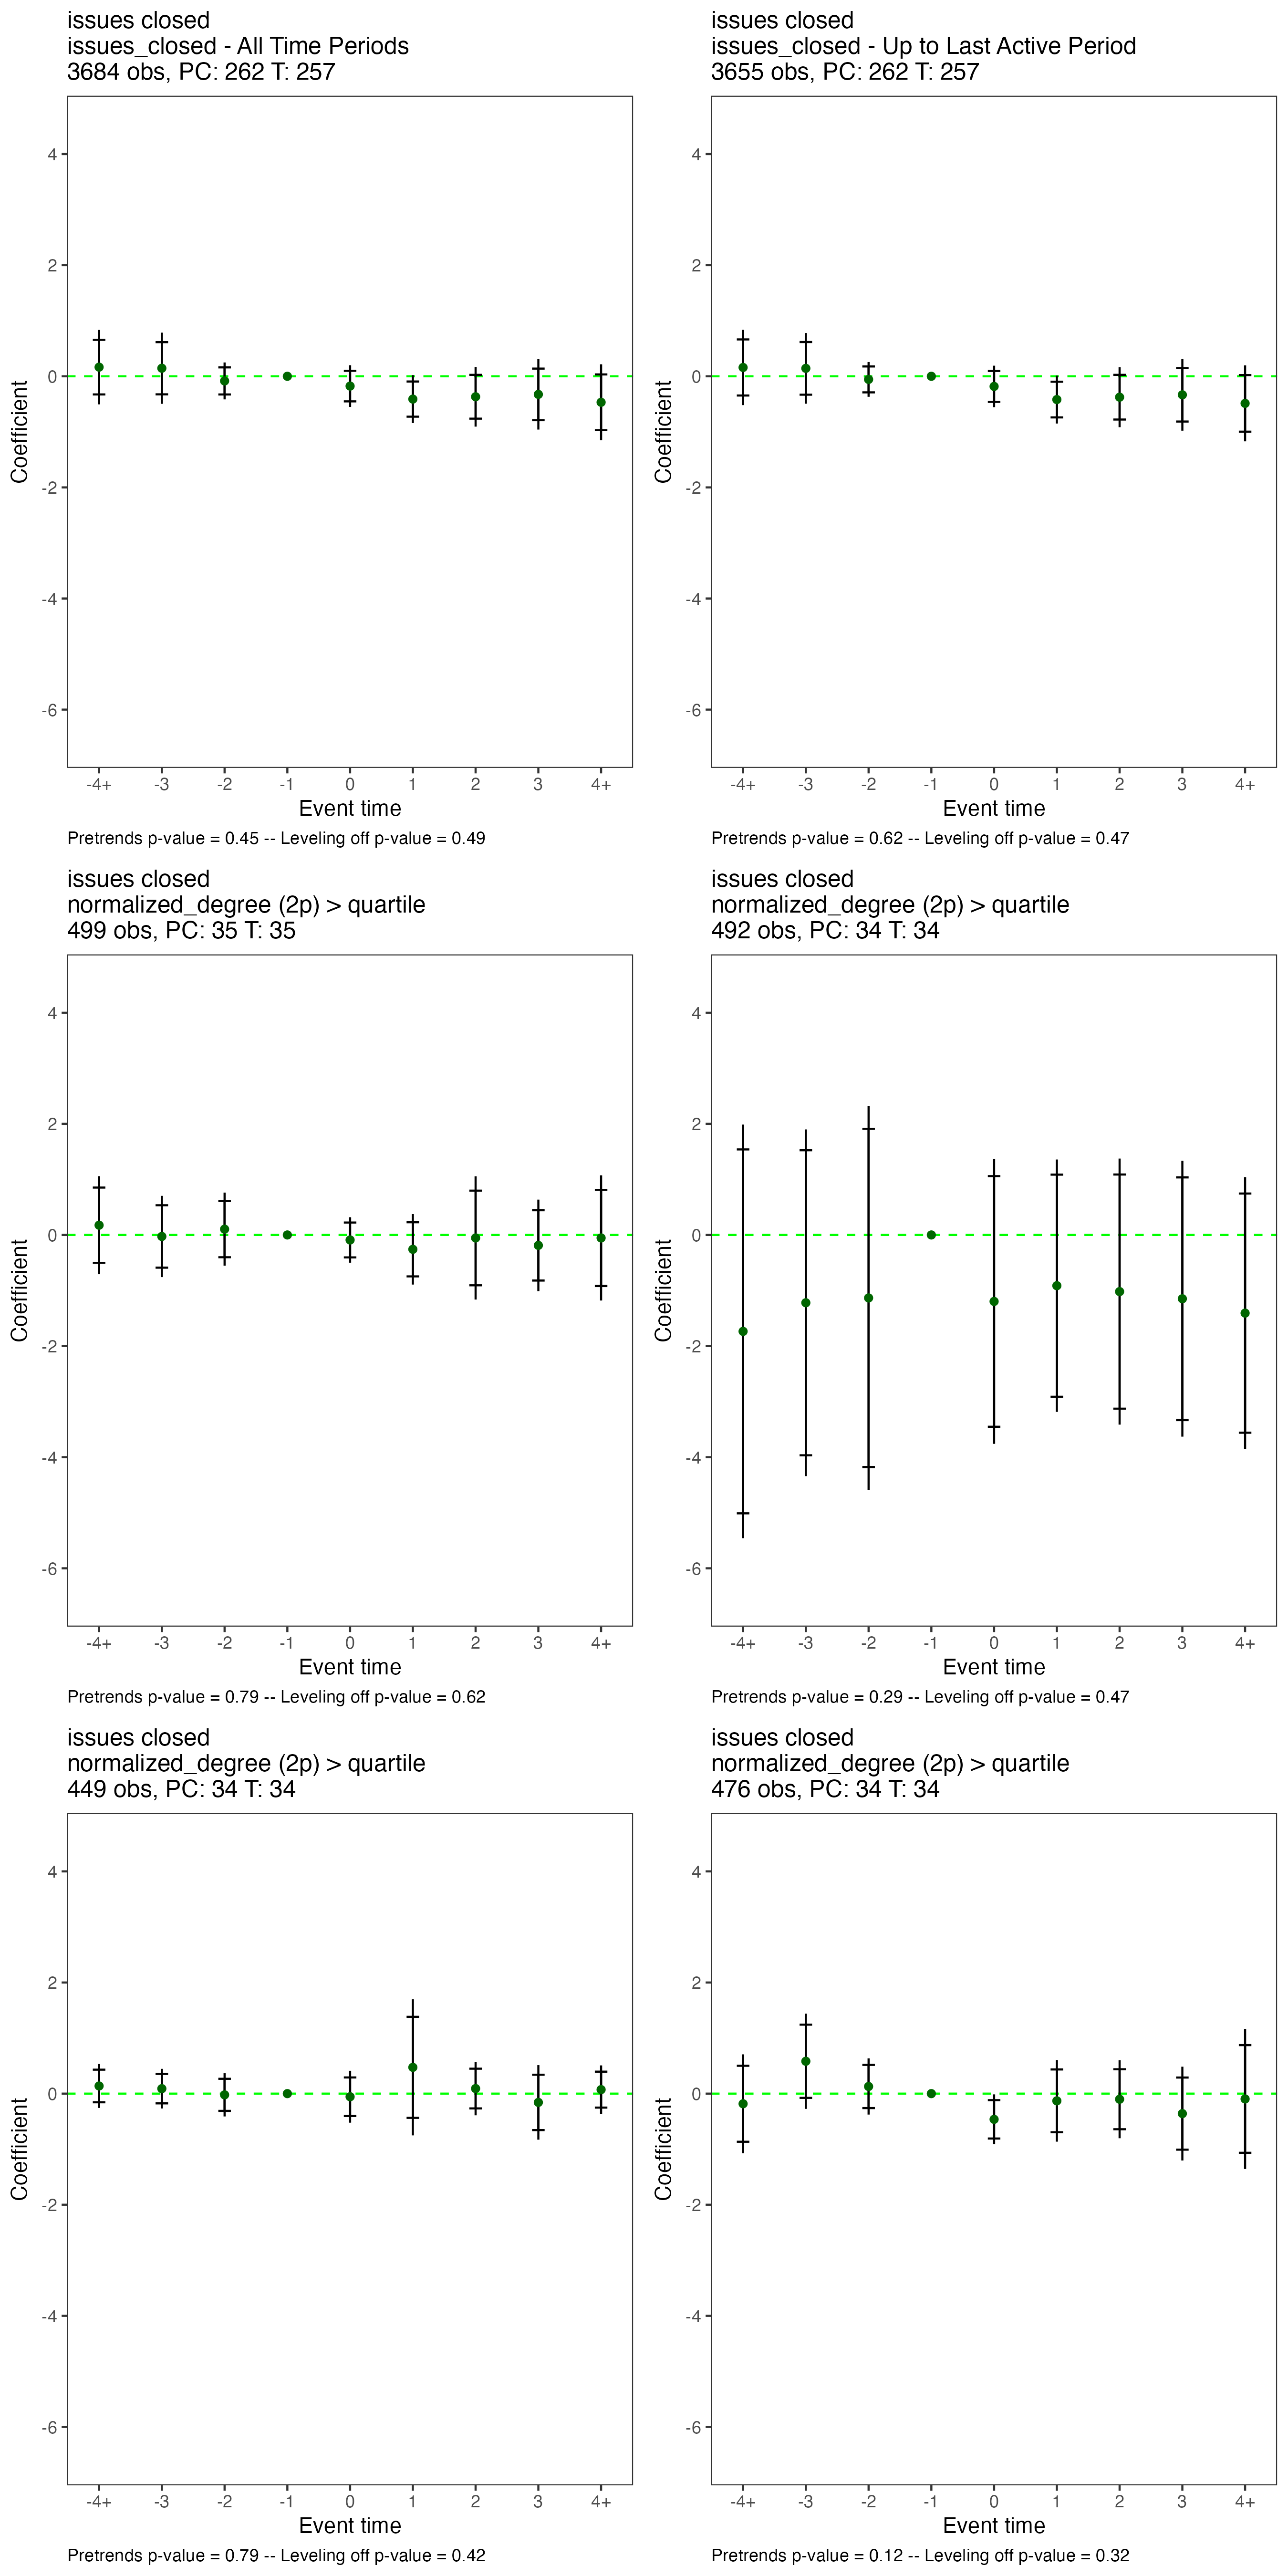 issues closed
issues_closed - All Time Periods
3684 obs, PC: 262 T: 257
4
2
0
-2
-4
-6
Coefficient
-4+ -3 -2 -1 0 1 2 3 4+
Event time
Pretrends p-value = 0.45 -- Leveling off p-value = 0.49
issues closed
issues_closed - Up to Last Active Period
3655 obs, PC: 262 T: 257
4
2
0
-2
-4
-6
Coefficient
-4+ -3 -2 -1 0 1 2 3 4+
Event time
Pretrends p-value = 0.62 -- Leveling off p-value = 0.47
issues closed
normalized_degree (2p) > quartile
499 obs, PC: 35 T: 35
4
2
0
-2
-4
-6
Coefficient
-4+ -3 -2 -1 0 1 2 3 4+
Event time
Pretrends p-value = 0.79 -- Leveling off p-value = 0.62
issues closed
normalized_degree (2p) > quartile
492 obs, PC: 34 T: 34
4
2
0
-2
-4
-6
Coefficient
-4+ -3 -2 -1 0 1 2 3 4+
Event time
Pretrends p-value = 0.29 -- Leveling off p-value = 0.47
issues closed
normalized_degree (2p) > quartile
449 obs, PC: 34 T: 34
4
2
0
-2
-4
-6
Coefficient
-4+ -3 -2 -1 0 1 2 3 4+
Event time
Pretrends p-value = 0.79 -- Leveling off p-value = 0.42
issues closed
normalized_degree (2p) > quartile
476 obs, PC: 34 T: 34
4
2
0
-2
-4
-6
Coefficient
-4+ -3 -2 -1 0 1 2 3 4+
Event time
Pretrends p-value = 0.12 -- Leveling off p-value = 0.32